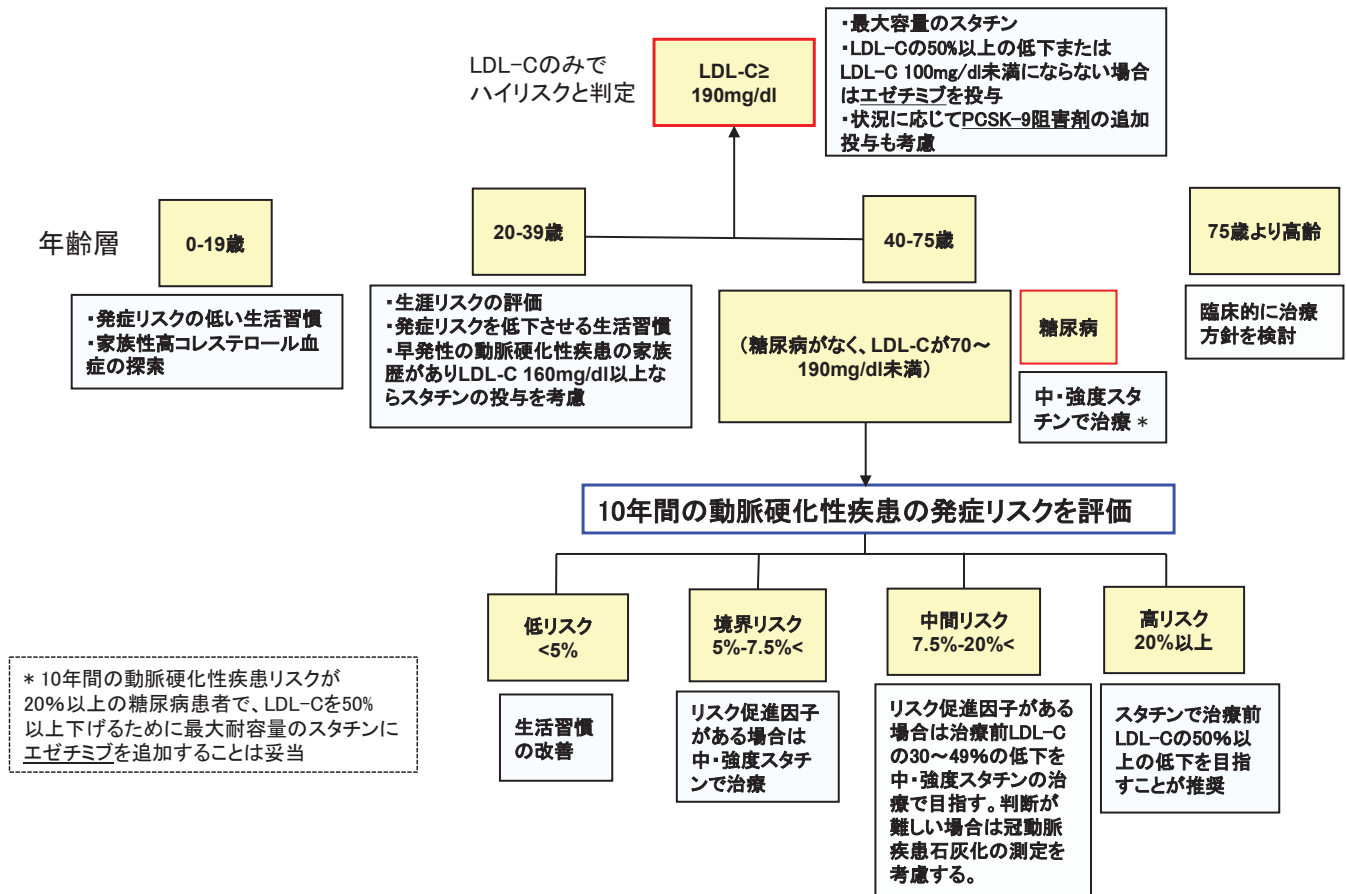 LDL-Cのみで
ハイリスクと判定
LDL-C≥
190mg/dl
・最大容量のスタチン
・LDL-Cの50%以上の低下または
LDL-C 100mg/dl未満にならない場合
はエゼチミブを投与
・状況に応じてPCSK-9阻害剤の追加
投与も考慮
年齢層
0-19歳
20-39歳
40-75歳
75歳より高齢
・発症リスクの低い生活習慣
・家族性高コレステロール血
症の探索
・生涯リスクの評価
・発症リスクを低下させる生活習慣
・早発性の動脈硬化性疾患の家族
歴がありLDL-C 160mg/dl以上な
らスタチンの投与を考慮
(糖尿病がなく、LDL-Cが70～
190mg/dl未満)
糖尿病
中・強度スタ
チンで治療 *
臨床的に治療
方針を検討
10年間の動脈硬化性疾患の発症リスクを評価
低リスク
<5%
境界リスク
5%-7.5%<
中間リスク
7.5%-20%<
高リスク
20%以上
生活習慣
の改善
リスク促進因子
がある場合は
中・強度スタチ
ンで治療
リスク促進因子がある
場合は治療前LDL-C
の30～49%の低下を
中・強度スタチンの治
療で目指す。判断が
難しい場合は冠動脈
疾患石灰化の測定を
考慮する。
スタチンで治療前
LDL-Cの50%以
上の低下を目指
すことが推奨
* 10年間の動脈硬化性疾患リスクが
20%以上の糖尿病患者で、LDL-Cを50%
以上下げるために最大耐容量のスタチンに
エゼチミブを追加することは妥当